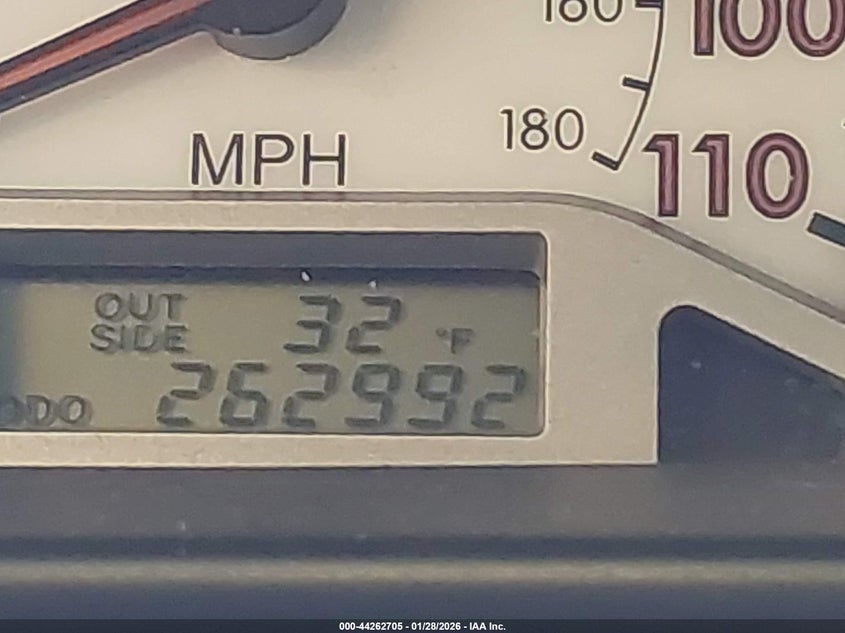 160
100
180
110
MPH
OUT
SIDE
32 °F
ODO 262992
000-44262705 - 01/28/2026 - IAA Inc.